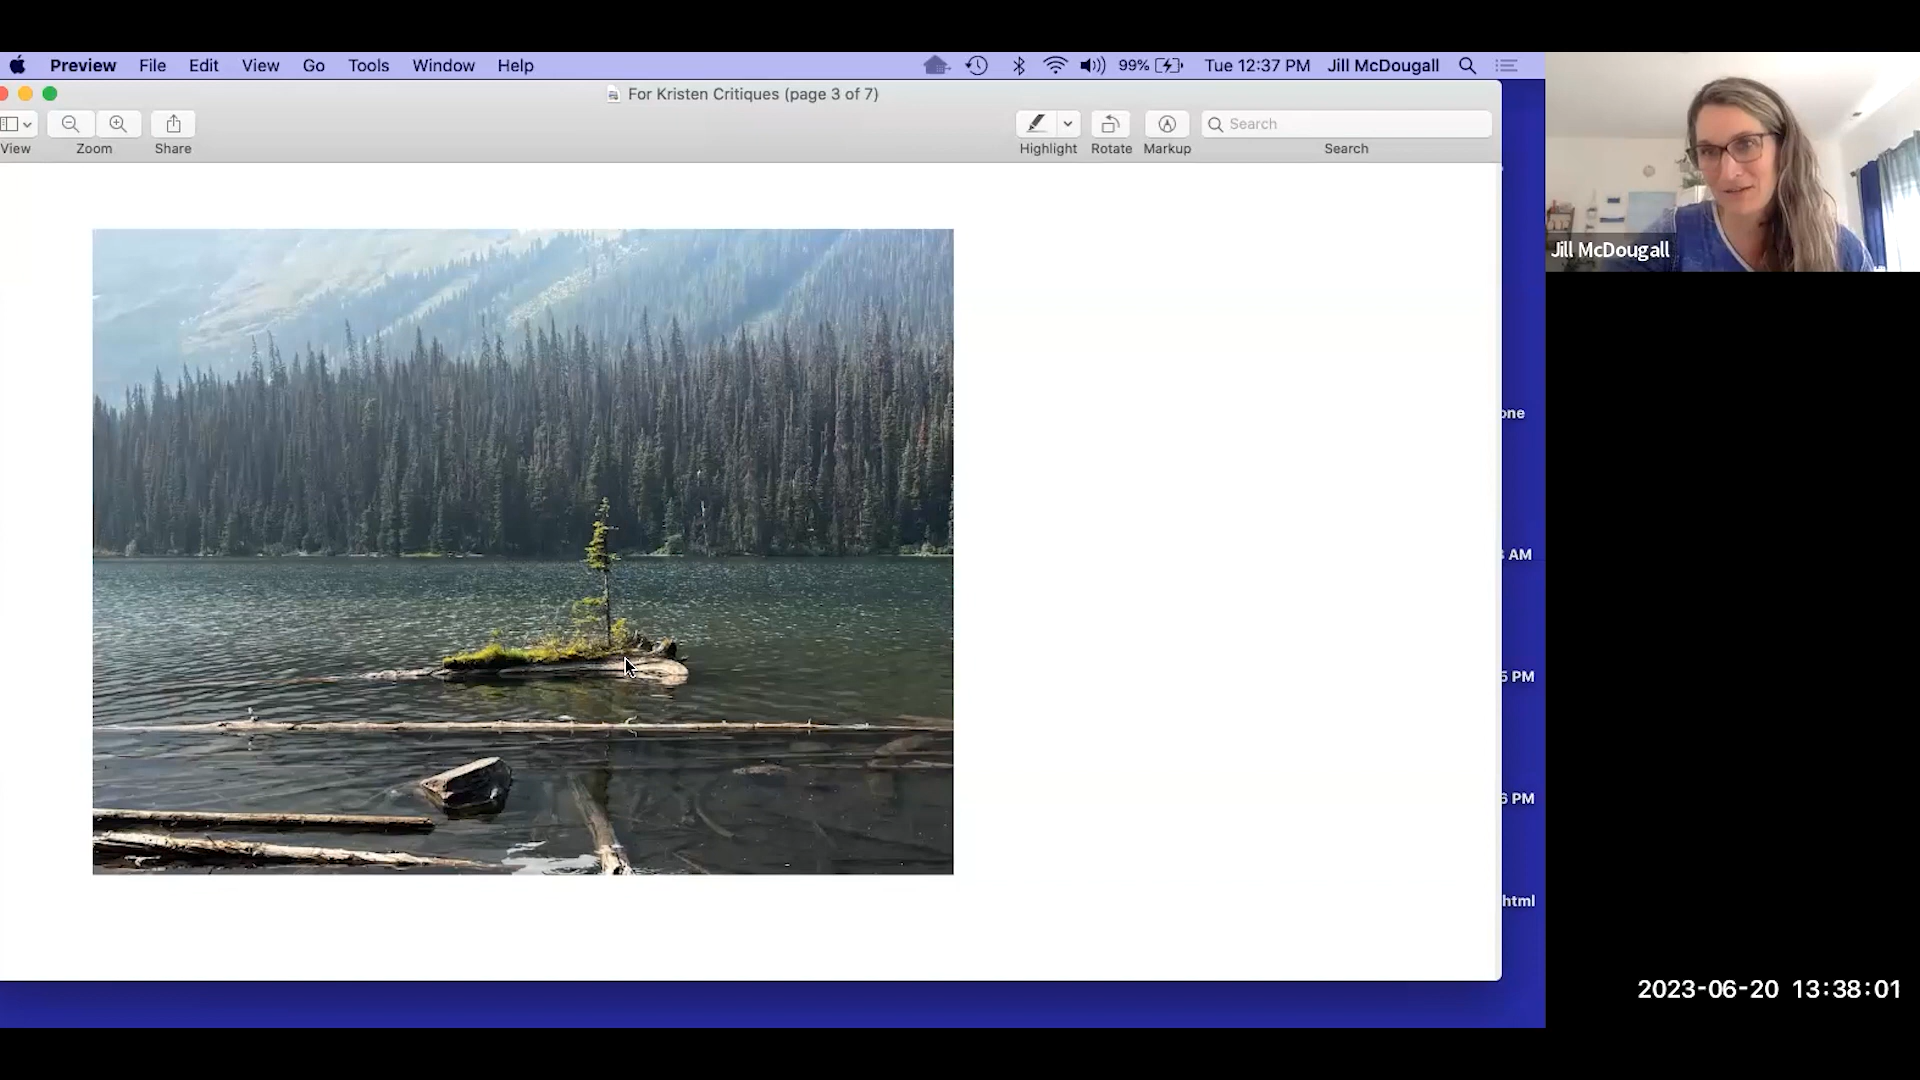 Preview File Edit View Go Tools Window Help 99% Tue 12:37 PM Jill McDougall
For Kristen Critiques (page 3 of 7)
Search
View Zoom Share Highlight Rotate Markup Search
Jill McDougall
one
AM
5 PM
6 PM
html
2023-06-20 13:38:01